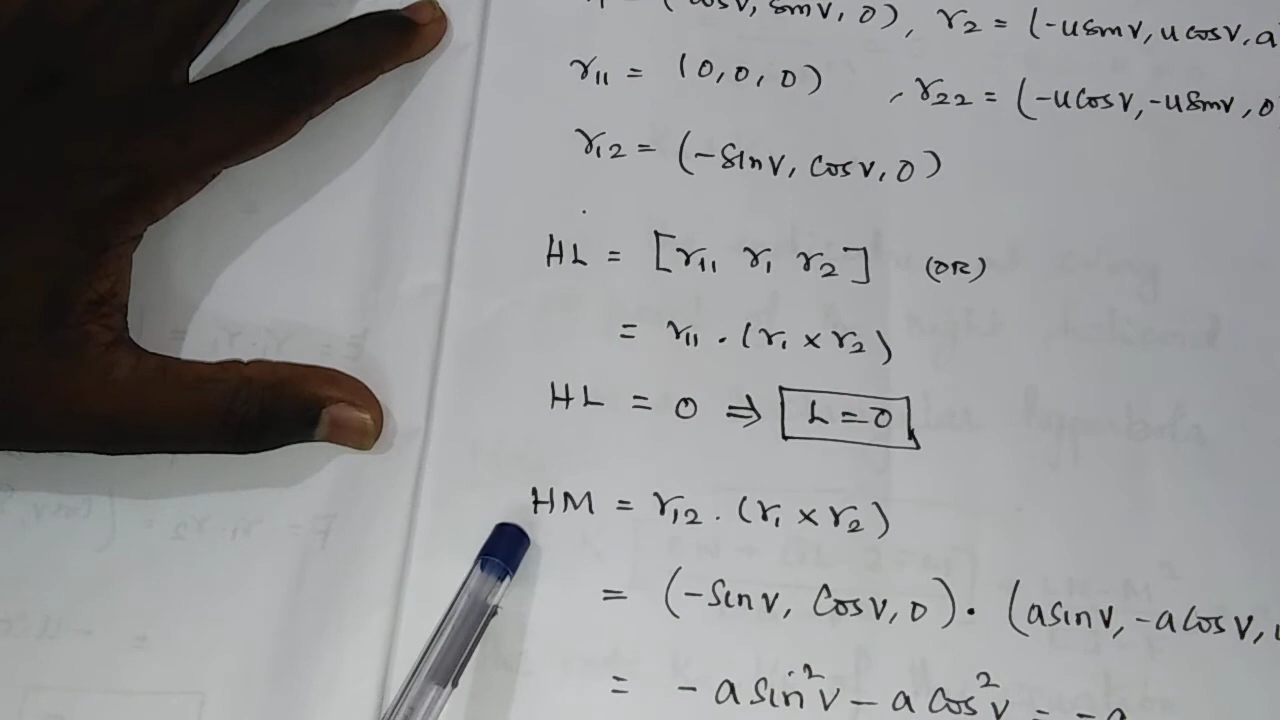 (cosv, sinv, 0), r₂ = (-usinv, ucosv, a
r₁₁ = (0, 0, 0) , r₂₂ = (-ucosv, -usinv, 0
r₁₂ = (-sinv, cosv, 0)
HL = [r₁₁ r₁ r₂] (OR)
= r₁₁ . (r₁ × r₂)
HL = 0 ⇒ L = 0
HM = r₁₂ . (r₁ × r₂)
= (-sinv, cosv, 0) . (asinv, -acosv,
= - asin²v - acos²v = -a